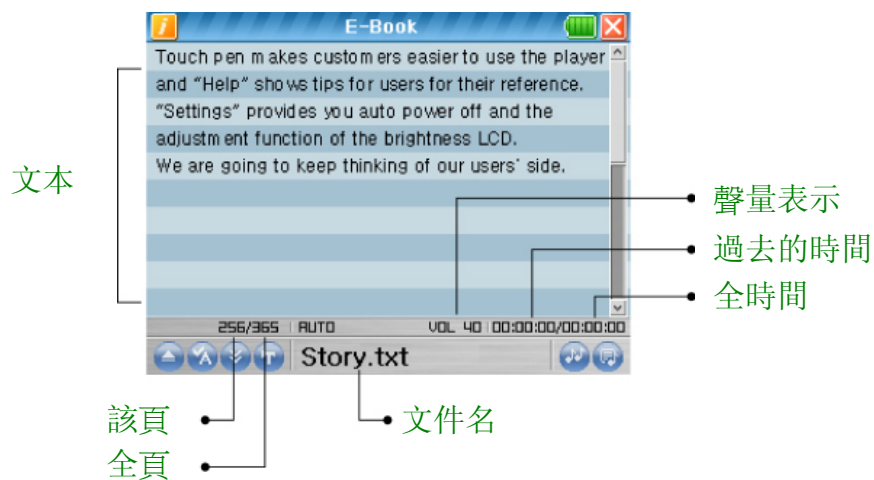 E-Book
Touch pen makes customers easier to use the player
and “Help” shows tips for users for their reference.
“Settings” provides you auto power off and the
adjustment function of the brightness LCD.
We are going to keep thinking of our users' side.
文本
聲量表示
過去的時間
全時間
256/365 AUTO VOL 40 00:00:00/00:00:00
Story.txt
該頁
文件名
全頁